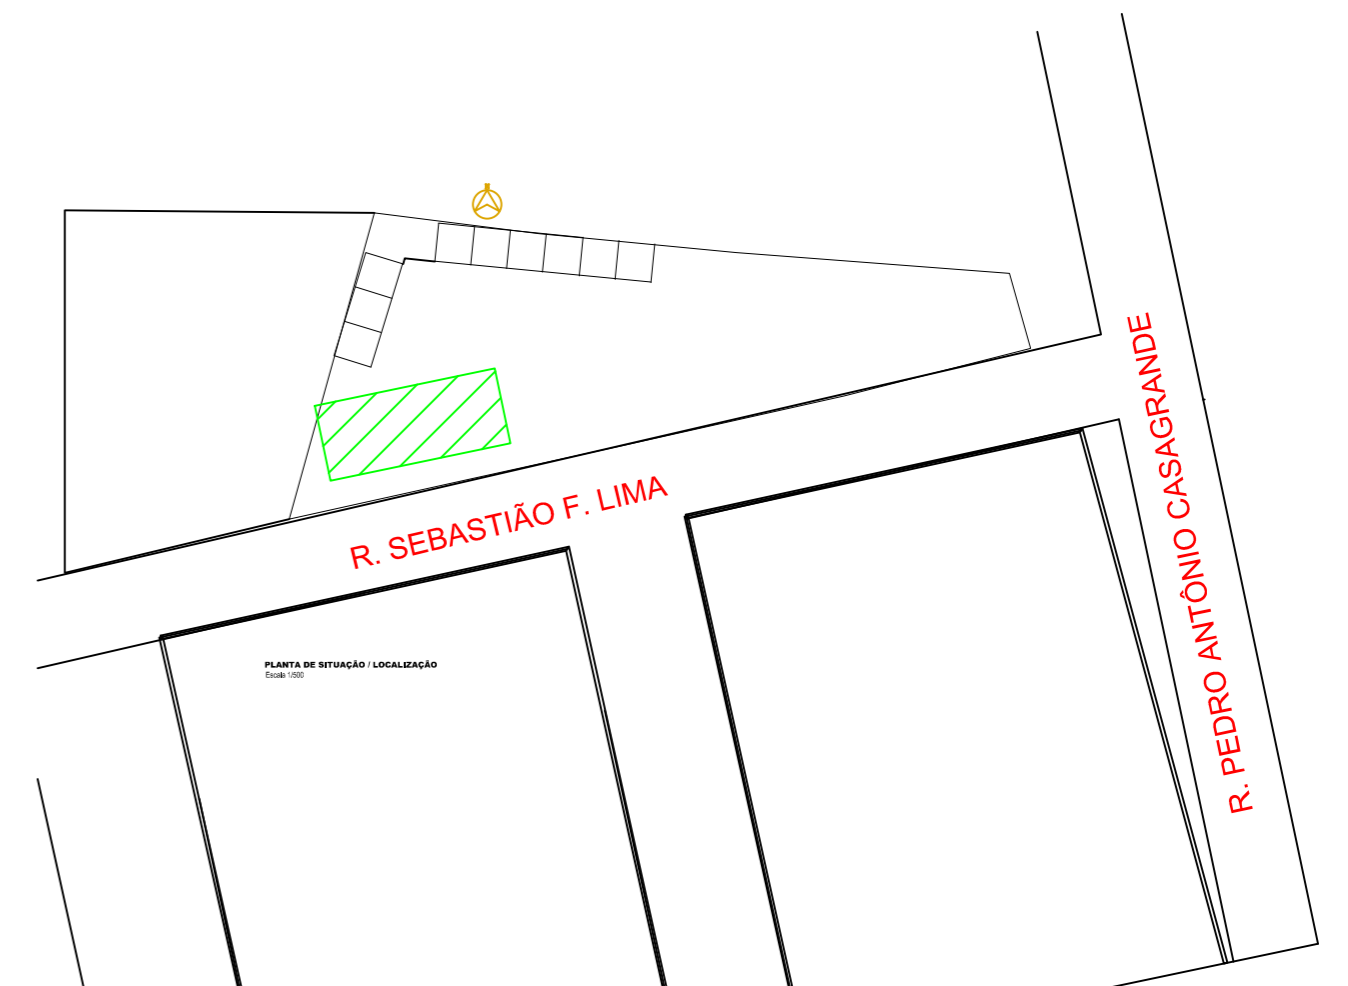 R. SEBASTIÃO F. LIMA
R. PEDRO ANTÔNIO CASAGRANDE
PLANTA DE SITUAÇÃO / LOCALIZAÇÃO
Escala 1/500